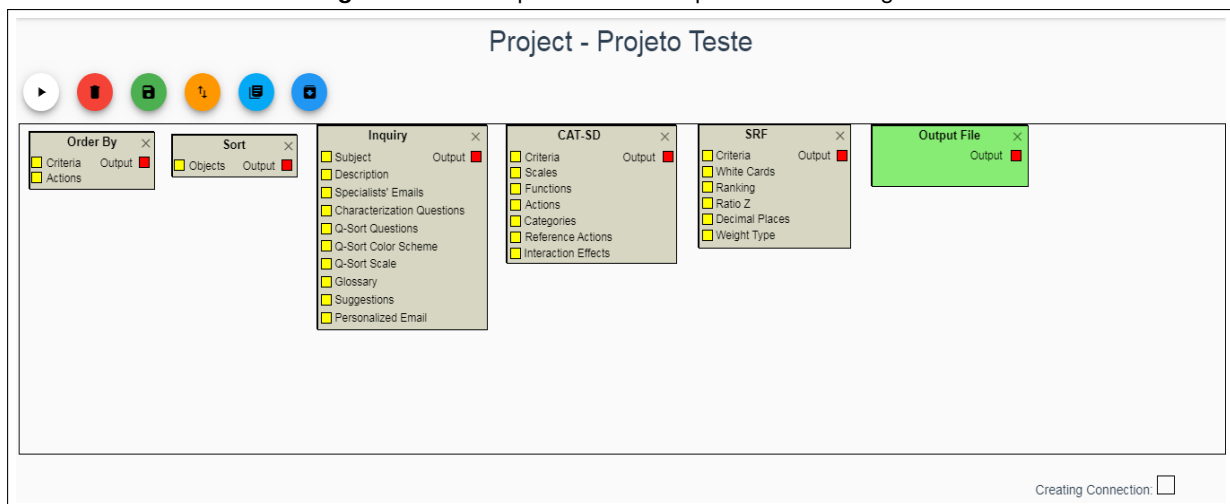 Project - Projeto Teste
Order By
Criteria Output
Actions
Sort
Objects Output
Inquiry
Subject Output
Description
Specialists' Emails
Characterization Questions
Q-Sort Questions
Q-Sort Color Scheme
Q-Sort Scale
Glossary
Suggestions
Personalized Email
CAT-SD
Criteria Output
Scales
Functions
Actions
Categories
Reference Actions
Interaction Effects
SRF
Criteria Output
White Cards
Ranking
Ratio Z
Decimal Places
Weight Type
Output File
Output
Creating Connection: